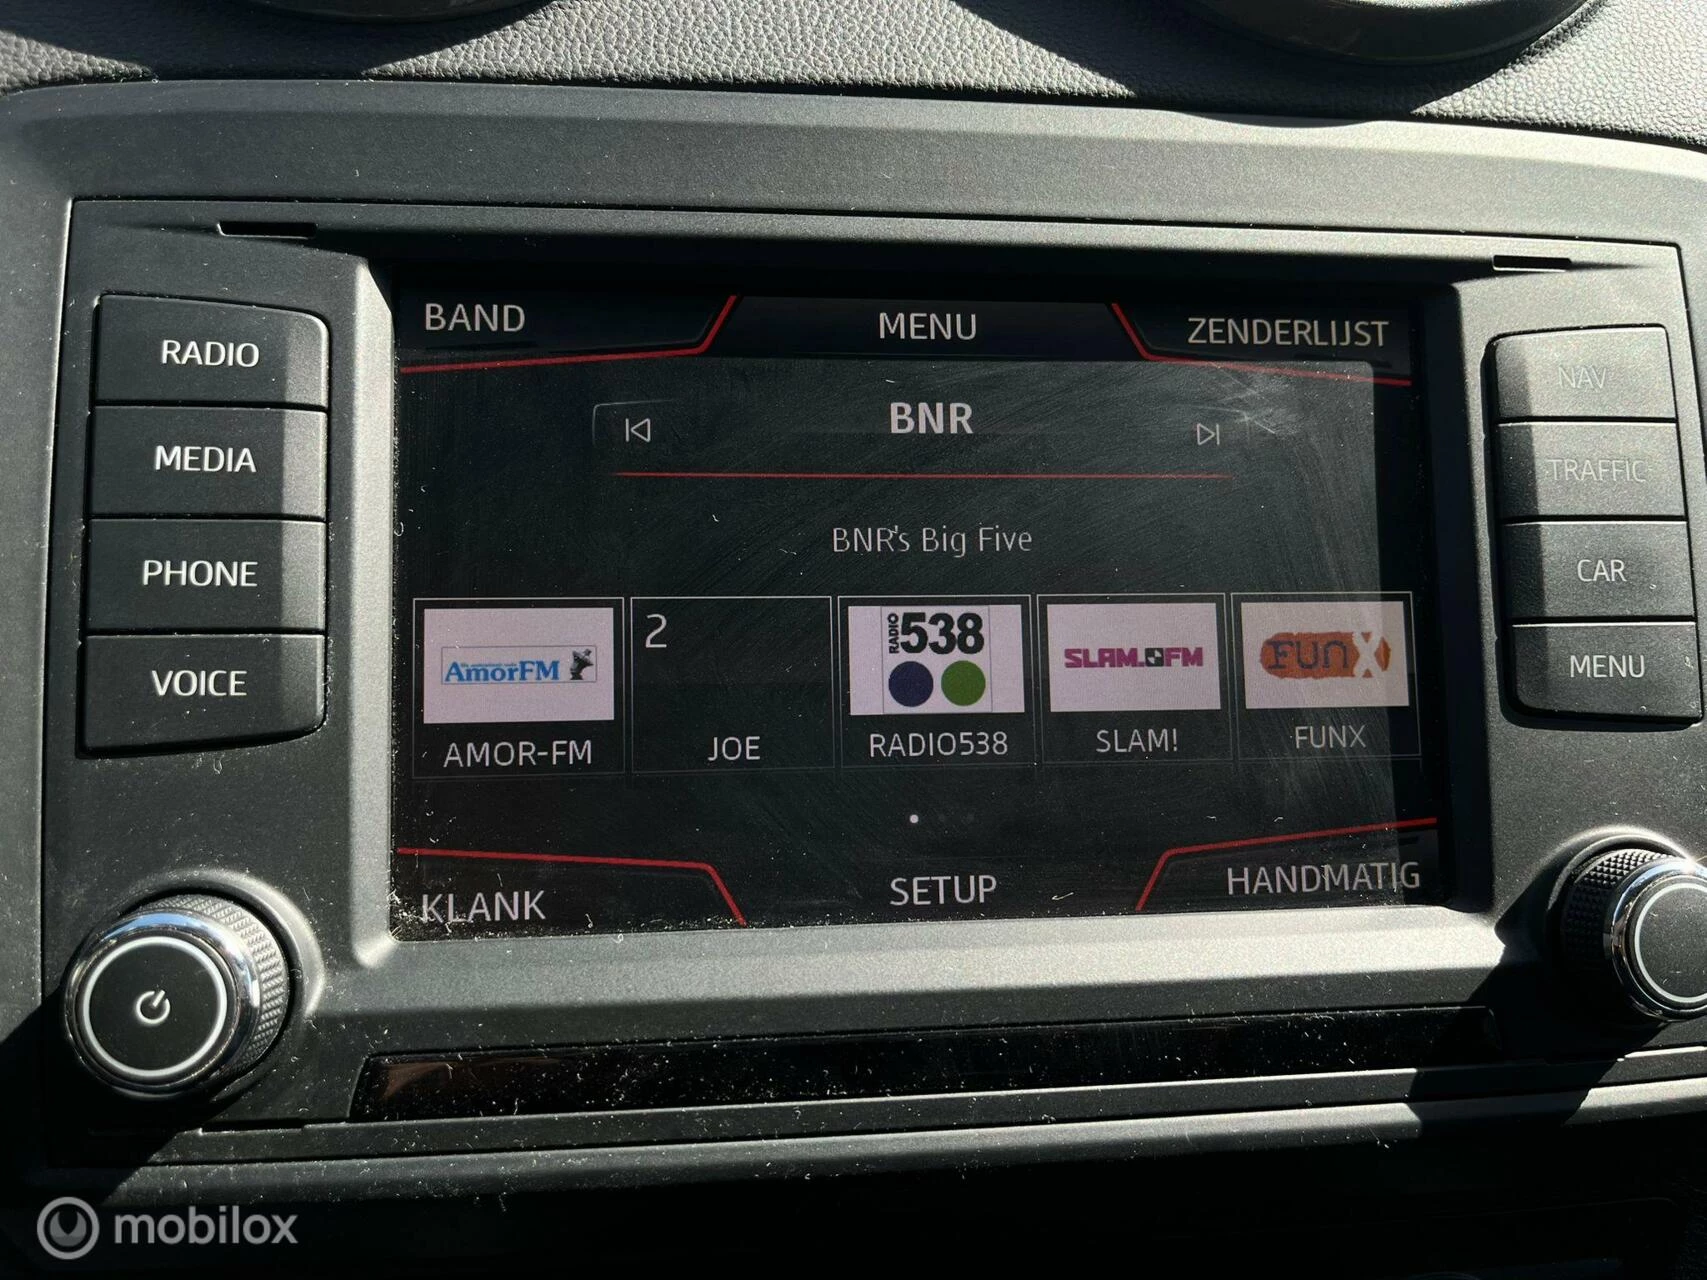 BAND
MENU
ZENDERLIJST
RADIO
MEDIA
PHONE
VOICE
NAV
TRAFFIC
CAR
MENU
BNR
BNR's Big Five
AmorFM
AMOR-FM
2
JOE
RADIO
538
RADIO538
SLAM.FM
SLAM!
FUNX
FUNX
KLANK
SETUP
HANDMATIG
mobilox